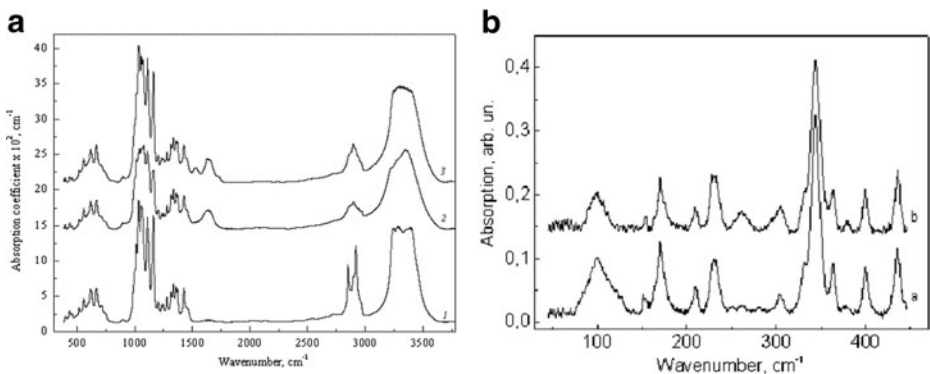 a
Absorption coefficient x 10², cm⁻¹
40
35
30
25
20
15
10
5
0
3
2
1
500 1000 1500 2000 2500 3000 3500
Wavenumber, cm⁻¹
b
Absorption, arb. un.
0,4
0,3
0,2
0,1
0,0
b
a
100 200 300 400
Wavenumber, cm⁻¹